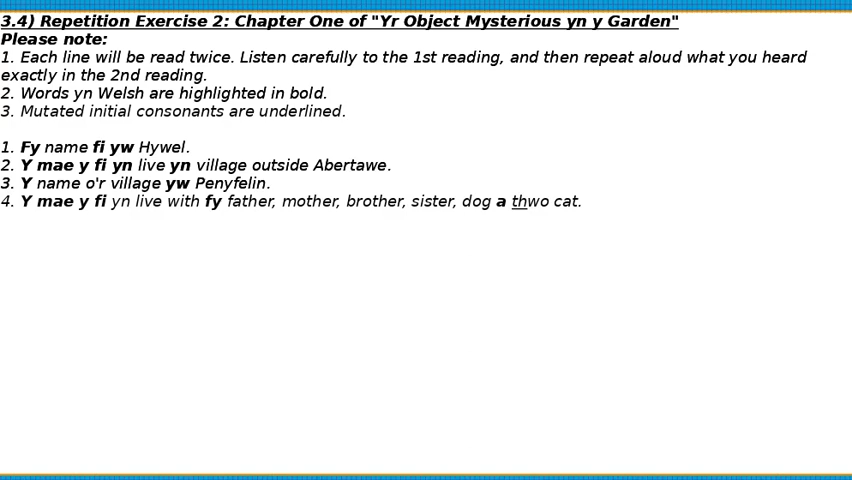 3.4) Repetition Exercise 2: Chapter One of "Yr Object Mysterious yn y Garden"
Please note:
1. Each line will be read twice. Listen carefully to the 1st reading, and then repeat aloud what you heard
exactly in the 2nd reading.
2. Words yn Welsh are highlighted in bold.
3. Mutated initial consonants are underlined.
1. Fy name fi yw Hywel.
2. Y mae y fi yn live yn village outside Abertawe.
3. Y name o'r village yw Penyfelin.
4. Y mae y fi yn live with fy father, mother, brother, sister, dog a thwo cat.